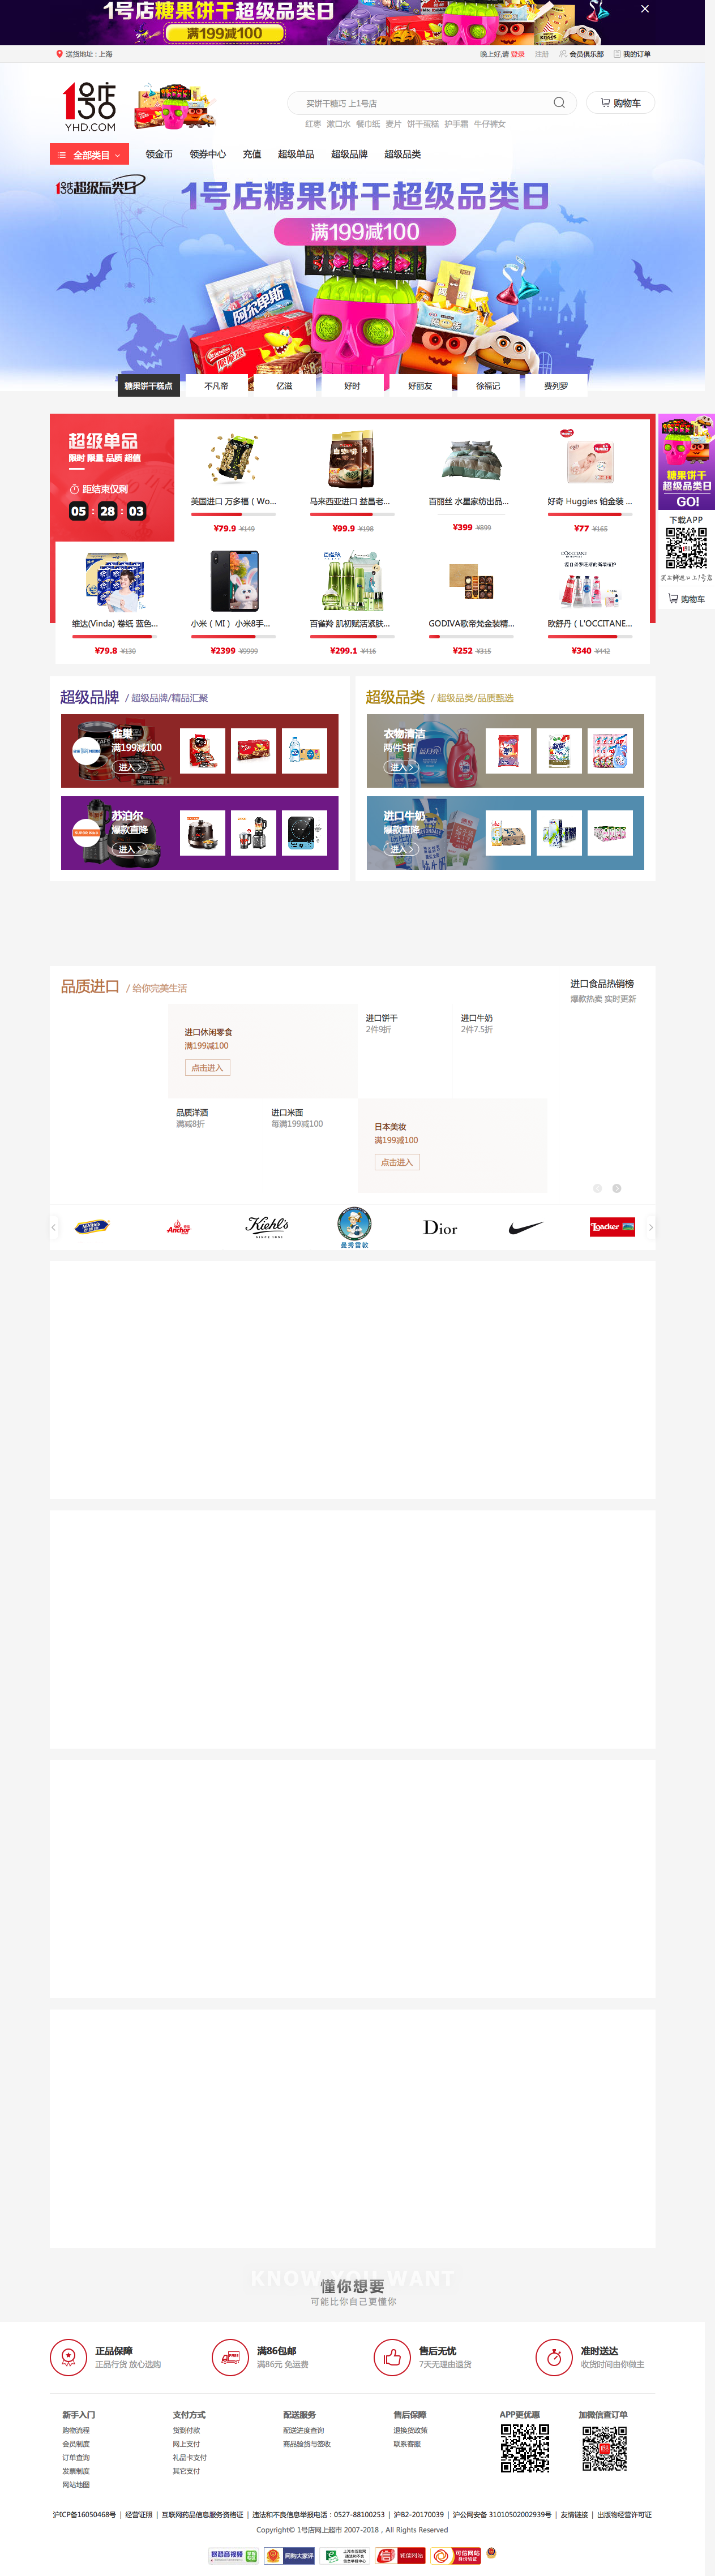 1号店糖果饼干超级品类日
满199减100
送货地址：上海
晚上好,请 登录 注册 会员俱乐部 我的订单
1号店
YHD.COM
买饼干糖巧 上1号店
购物车
红枣 漱口水 餐巾纸 麦片 饼干蛋糕 护手霜 牛仔裤女
全部类目 领金币 领券中心 充值 超级单品 超级品牌 超级品类
1号店超级品类日
1号店糖果饼干超级品类日
满199减100
阿尔卑斯
糖果饼干糕点 不凡帝 亿滋 好时 好丽友 徐福记 费列罗
超级单品
限时 限量 品质 超值
距结束仅剩
05 : 28 : 03
美国进口 万多福（Wo...
¥79.9 ¥149
马来西亚进口 益昌老...
¥99.9 ¥198
百丽丝 水星家纺出品...
¥399 ¥899
好奇 Huggies 铂金装 ...
¥77 ¥165
维达(Vinda) 卷纸 蓝色...
¥79.8 ¥130
小米（MI） 小米8手...
¥2399 ¥9999
百雀羚 肌初赋活紧肤...
¥299.1 ¥416
GODIVA歌帝梵金装精...
¥252 ¥315
L'OCCITANE
欧舒丹（L'OCCITANE...
¥340 ¥442
糖果饼干
超级品类日
GO!
下载APP
购物车
超级品牌 / 超级品牌/精品汇聚
雀巢
满199减100
进入
苏泊尔
爆款直降
进入
超级品类 / 超级品类/品质甄选
衣物清洁
两件5折
进入
进口牛奶
爆款直降
进入
品质进口 / 给你完美生活
进口休闲零食
满199减100
点击进入
进口饼干
2件9折
进口牛奶
2件7.5折
品质洋酒
满减8折
进口米面
每满199减100
日本美妆
满199减100
点击进入
进口食品热销榜
爆款热卖 实时更新
Anchor
Kiehl's
SINCE 1851
曼秀雷敦
Dior
Loacker
KNOW YOU WANT
懂你想要
可能比你自己更懂你
正品保障
正品行货 放心选购
满86包邮
满86元 免运费
售后无忧
7天无理由退货
准时送达
收货时间由你做主
新手入门
购物流程
会员制度
订单查询
发票制度
网站地图
支付方式
货到付款
网上支付
礼品卡支付
其它支付
配送服务
配送进度查询
商品验货与签收
售后保障
退换货政策
联系客服
APP更优惠
加微信查订单
沪ICP备16050468号 | 经营证照 | 互联网药品信息服务资格证 | 违法和不良信息举报电话：0527-88100253 | 沪B2-20170039 | 沪公网安备 31010502002939号 | 友情链接 | 出版物经营许可证
Copyright© 1号店网上超市 2007-2018，All Rights Reserved
网购大家评
诚信网站
可信网站